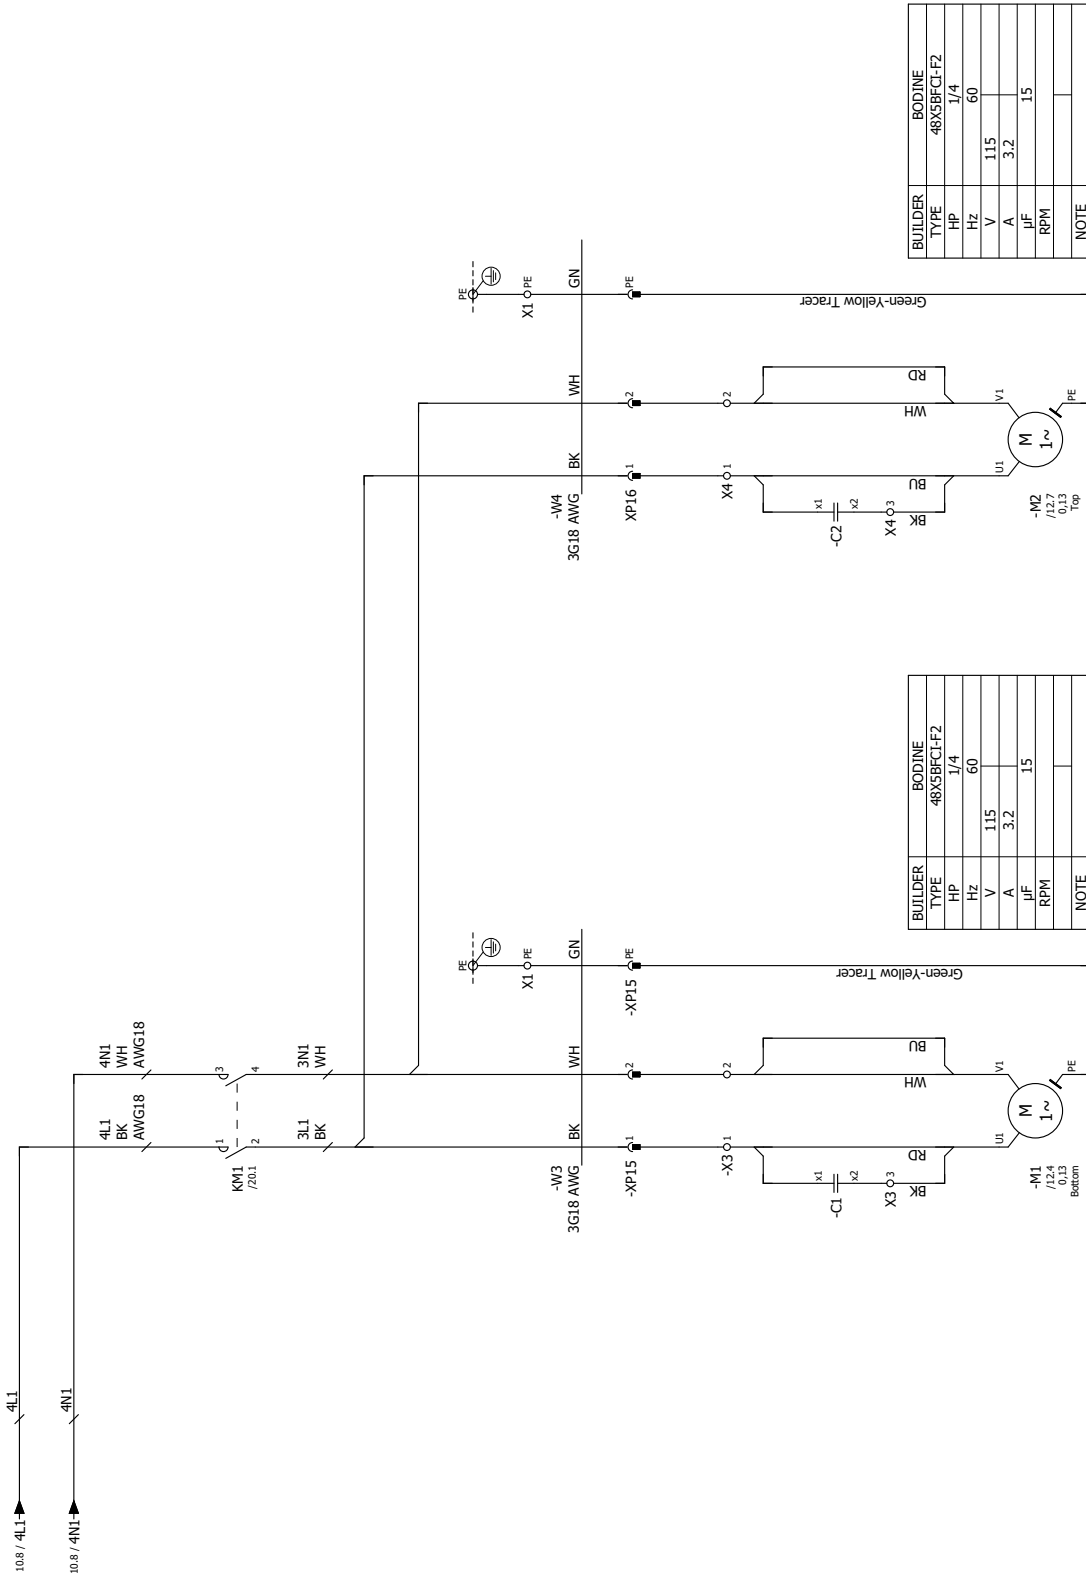 10.8 / 4L1
4L1
10.8 / 4N1
4N1
4L1
BK
AWG18
4N1
WH
AWG18
KM1
/20.1
1
2
3
4
3L1
BK
3N1
WH
PE
X1
PE
PE
X1
PE
-W3
3G18 AWG
BK
WH
GN
-W4
3G18 AWG
BK
WH
GN
-XP15
1
2
-XP15
PE
XP16
1
2
PE
-X3
1
2
X4
1
2
-C1
x1
x2
X3
3
BK
RD
WH
BU
Green-Yellow Tracer
-C2
x1
x2
X4
3
BK
BU
WH
RD
Green-Yellow Tracer
-M1
/12.4
0,13
Bottom
U1
V1
M
1~
PE
-M2
/12.7
0,13
Top
U1
V1
M
1~
PE
BUILDER BODINE
TYPE 48X5BFCI-F2
HP 1/4
Hz 60
V 115
A 3.2
µF 15
RPM
NOTE
BUILDER BODINE
TYPE 48X5BFCI-F2
HP 1/4
Hz 60
V 115
A 3.2
µF 15
RPM
NOTE